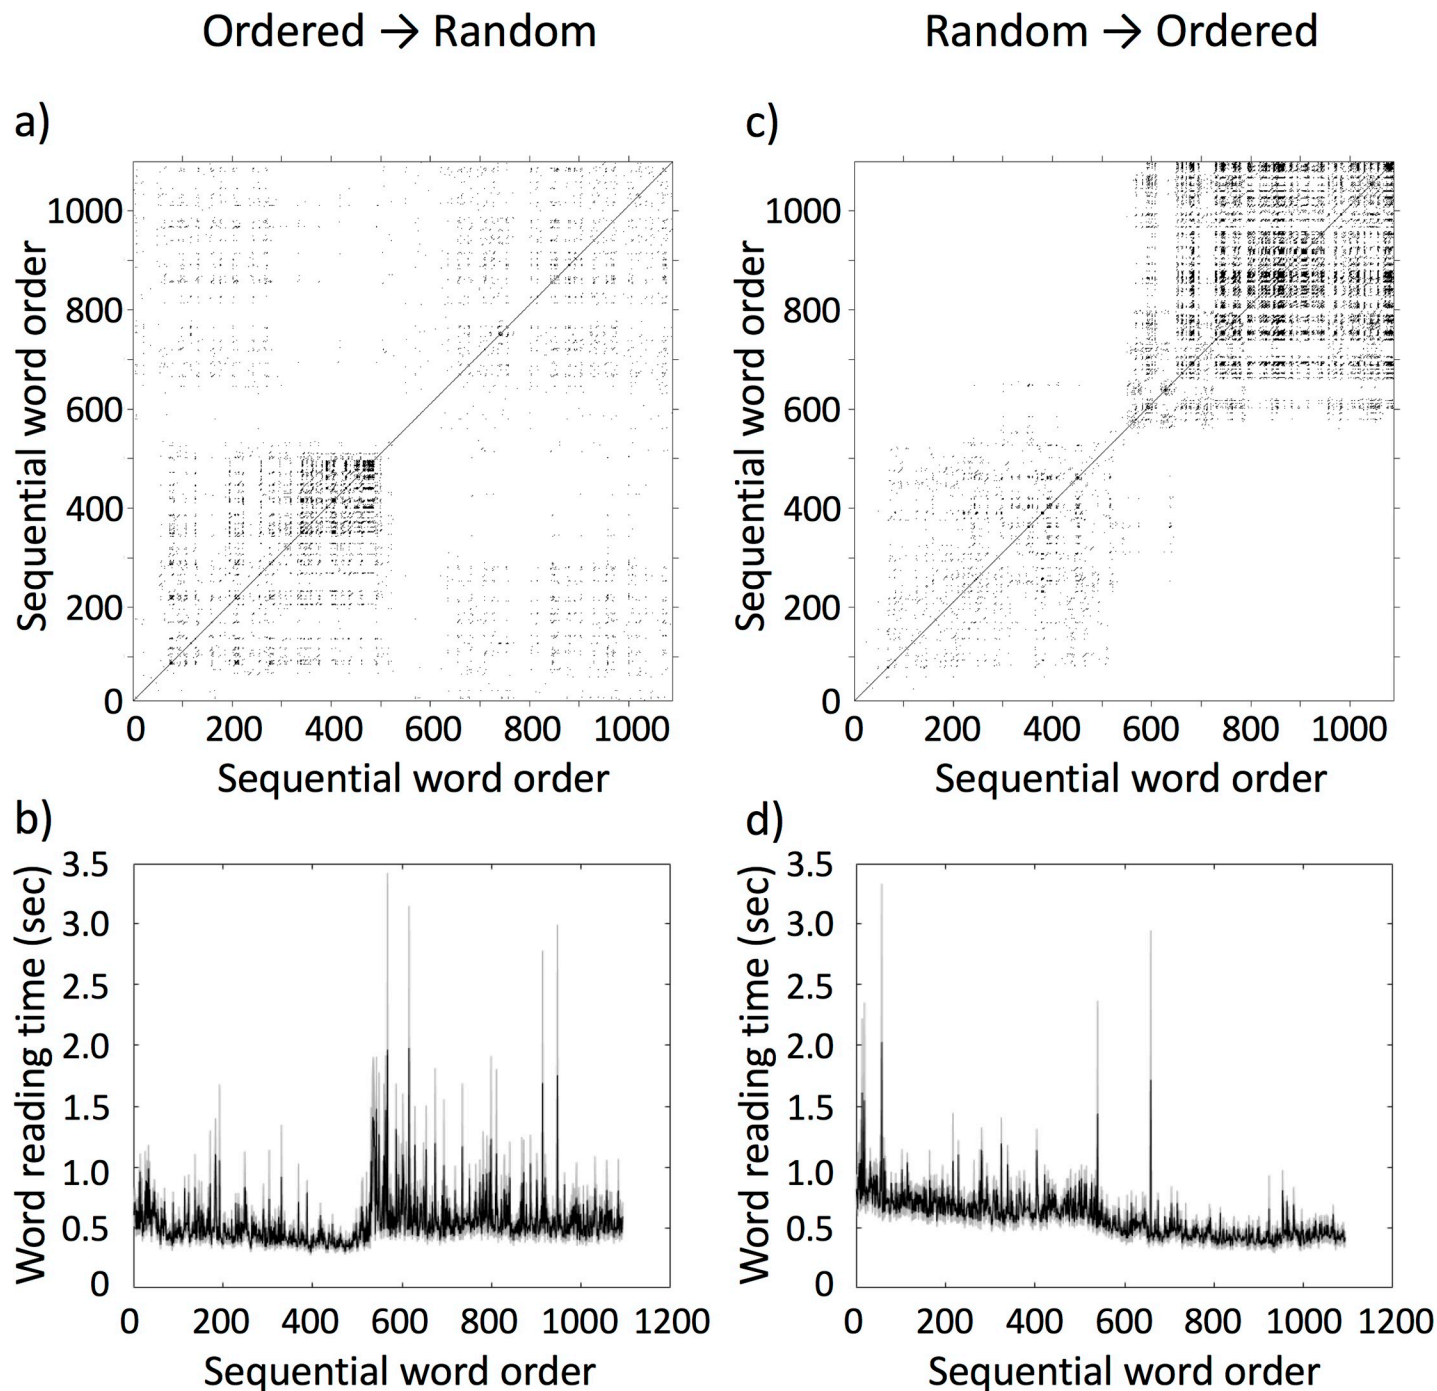 Ordered → Random
Random → Ordered
a)
Sequential word order
1000
800
600
400
200
0
0 200 400 600 800 1000
Sequential word order
c)
Sequential word order
1000
800
600
400
200
0
0 200 400 600 800 1000
Sequential word order
b)
Word reading time (sec)
3.5
3.0
2.5
2.0
1.5
1.0
0.5
0
0 200 400 600 800 1000 1200
Sequential word order
d)
Word reading time (sec)
3.5
3.0
2.5
2.0
1.5
1.0
0.5
0
0 200 400 600 800 1000 1200
Sequential word order